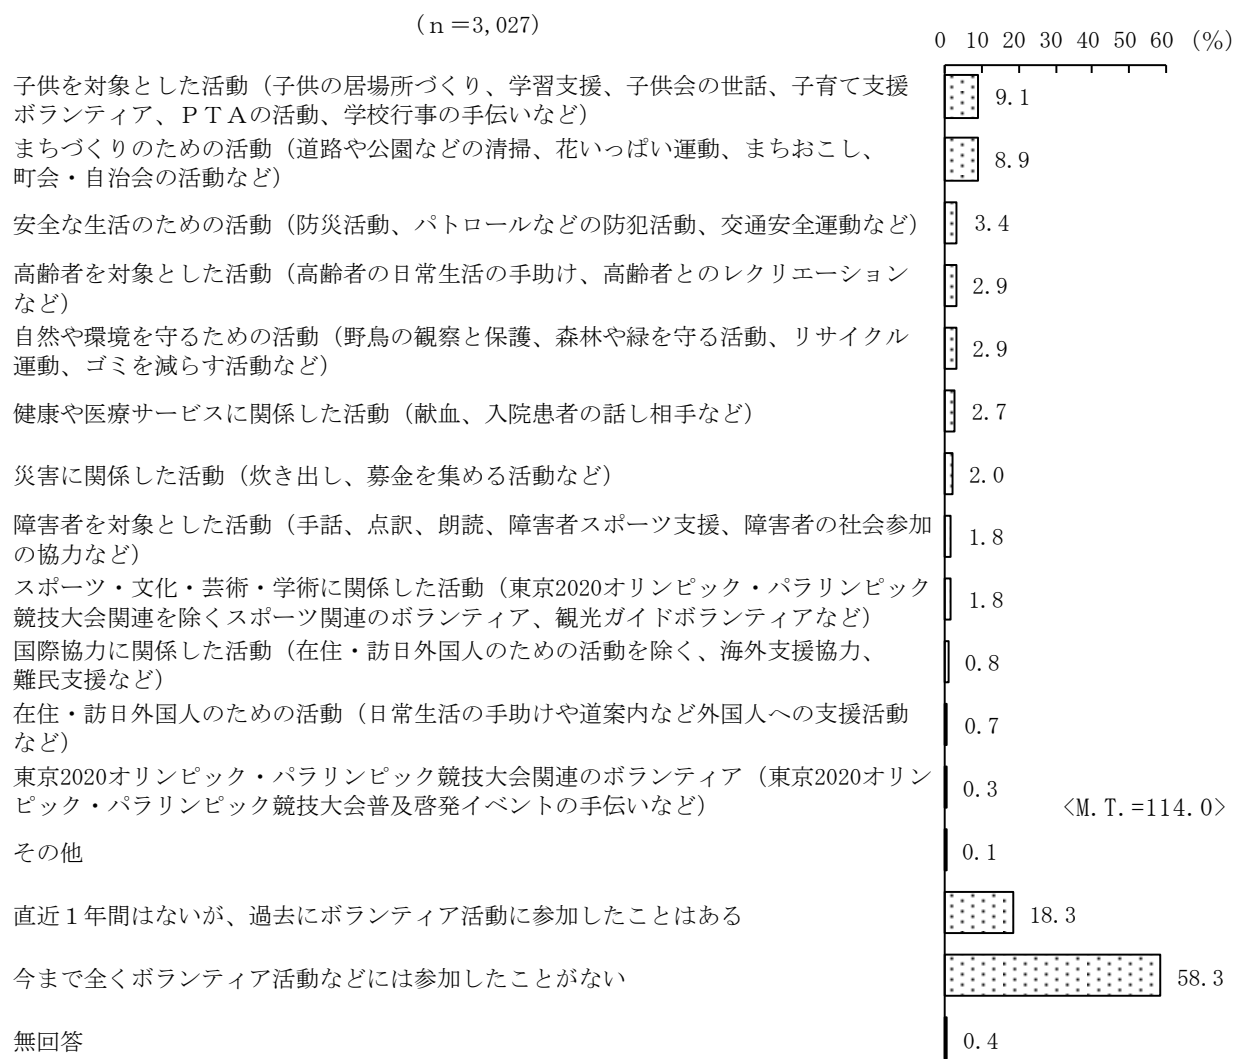 （ｎ＝3,027）
0 10 20 30 40 50 60 (%)
子供を対象とした活動（子供の居場所づくり、学習支援、子供会の世話、子育て支援
ボランティア、ＰＴＡの活動、学校行事の手伝いなど）
9.1
まちづくりのための活動（道路や公園などの清掃、花いっぱい運動、まちおこし、
町会・自治会の活動など）
8.9
安全な生活のための活動（防災活動、パトロールなどの防犯活動、交通安全運動など）
3.4
高齢者を対象とした活動（高齢者の日常生活の手助け、高齢者とのレクリエーション
など）
2.9
自然や環境を守るための活動（野鳥の観察と保護、森林や緑を守る活動、リサイクル
運動、ゴミを減らす活動など）
2.9
健康や医療サービスに関係した活動（献血、入院患者の話し相手など）
2.7
災害に関係した活動（炊き出し、募金を集める活動など）
2.0
障害者を対象とした活動（手話、点訳、朗読、障害者スポーツ支援、障害者の社会参加
の協力など）
1.8
スポーツ・文化・芸術・学術に関係した活動（東京2020オリンピック・パラリンピック
競技大会関連を除くスポーツ関連のボランティア、観光ガイドボランティアなど）
1.8
国際協力に関係した活動（在住・訪日外国人のための活動を除く、海外支援協力、
難民支援など）
0.8
在住・訪日外国人のための活動（日常生活の手助けや道案内など外国人への支援活動
など）
0.7
東京2020オリンピック・パラリンピック競技大会関連のボランティア（東京2020オリン
ピック・パラリンピック競技大会普及啓発イベントの手伝いなど）
0.3
<M.T.=114.0>
その他
0.1
直近１年間はないが、過去にボランティア活動に参加したことはある
18.3
今まで全くボランティア活動などには参加したことがない
58.3
無回答
0.4